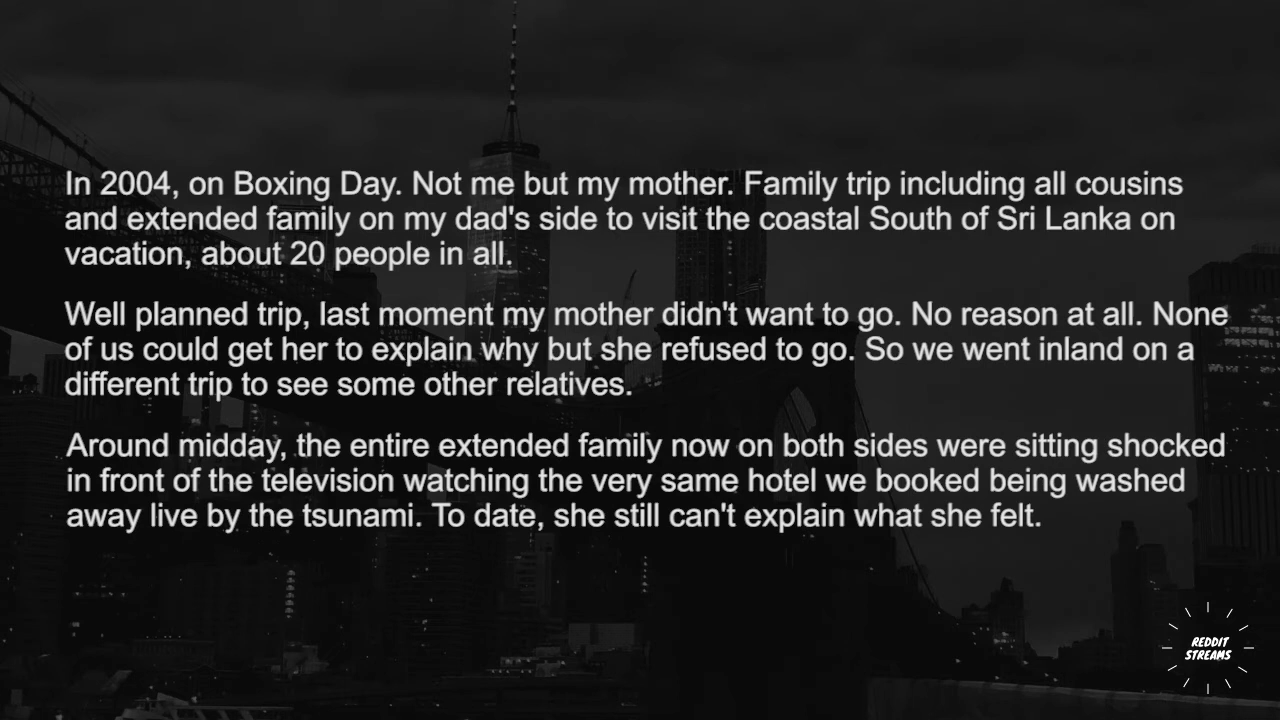 In 2004, on Boxing Day. Not me but my mother. Family trip including all cousins
and extended family on my dad's side to visit the coastal South of Sri Lanka on
vacation, about 20 people in all.
Well planned trip, last moment my mother didn't want to go. No reason at all. None
of us could get her to explain why but she refused to go. So we went inland on a
different trip to see some other relatives.
Around midday, the entire extended family now on both sides were sitting shocked
in front of the television watching the very same hotel we booked being washed
away live by the tsunami. To date, she still can't explain what she felt.
REDDIT
STREAMS